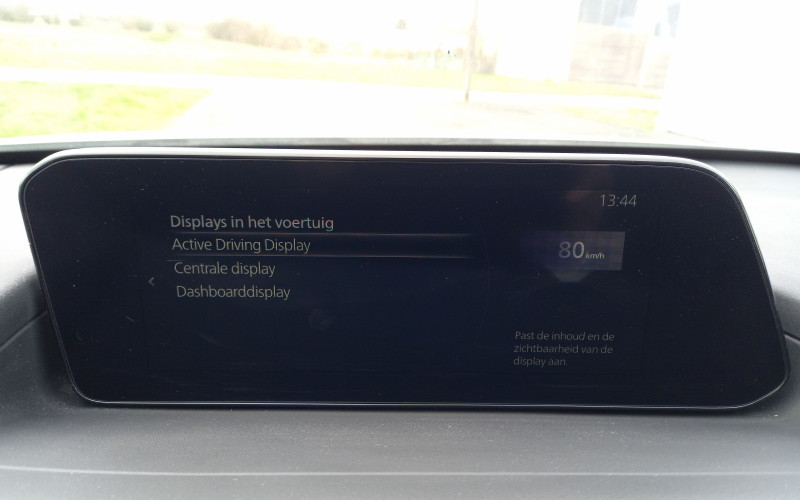 13:44
Displays in het voertuig
Active Driving Display
80 km/h
Centrale display
Dashboarddisplay
Past de inhoud en de
zichtbaarheid van de
display aan.